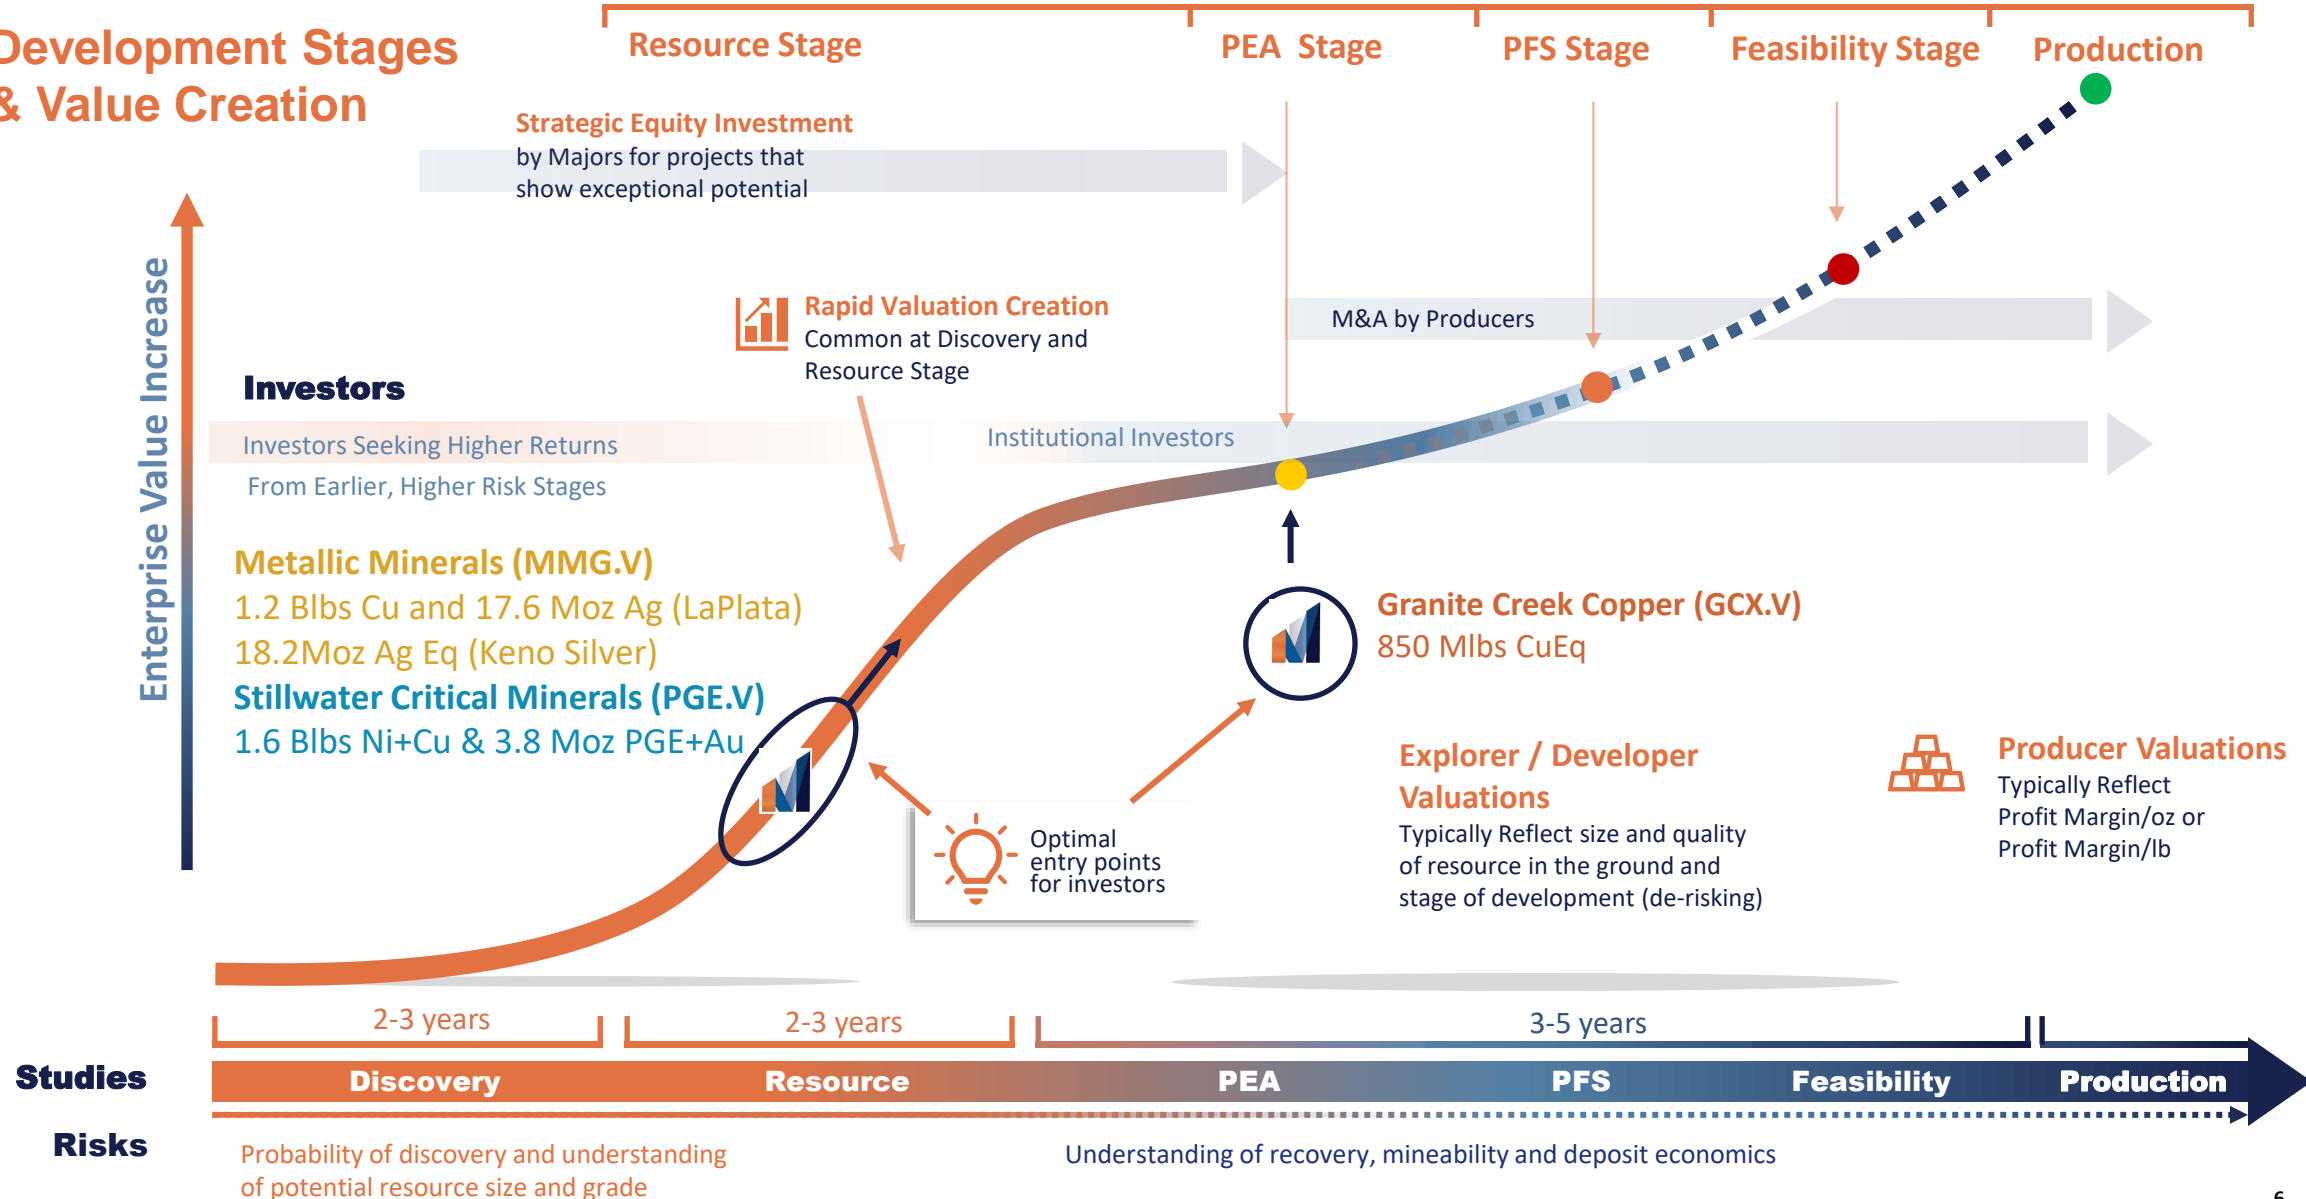 Development Stages
& Value Creation
Resource Stage
PEA Stage
PFS Stage
Feasibility Stage
Production
Strategic Equity Investment
by Majors for projects that
show exceptional potential
Enterprise Value Increase
Rapid Valuation Creation
Common at Discovery and
Resource Stage
M&A by Producers
Investors
Investors Seeking Higher Returns
From Earlier, Higher Risk Stages
Institutional Investors
Metallic Minerals (MMG.V)
1.2 Blbs Cu and 17.6 Moz Ag (LaPlata)
18.2Moz Ag Eq (Keno Silver)
Stillwater Critical Minerals (PGE.V)
1.6 Blbs Ni+Cu & 3.8 Moz PGE+Au
Granite Creek Copper (GCX.V)
850 Mlbs CuEq
Optimal
entry points
for investors
Explorer / Developer
Valuations
Typically Reflect size and quality
of resource in the ground and
stage of development (de-risking)
Producer Valuations
Typically Reflect
Profit Margin/oz or
Profit Margin/lb
2-3 years
2-3 years
3-5 years
Studies
Discovery
Resource
PEA
PFS
Feasibility
Production
Risks
Probability of discovery and understanding
of potential resource size and grade
Understanding of recovery, mineability and deposit economics
6